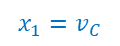 x₁ = v_C